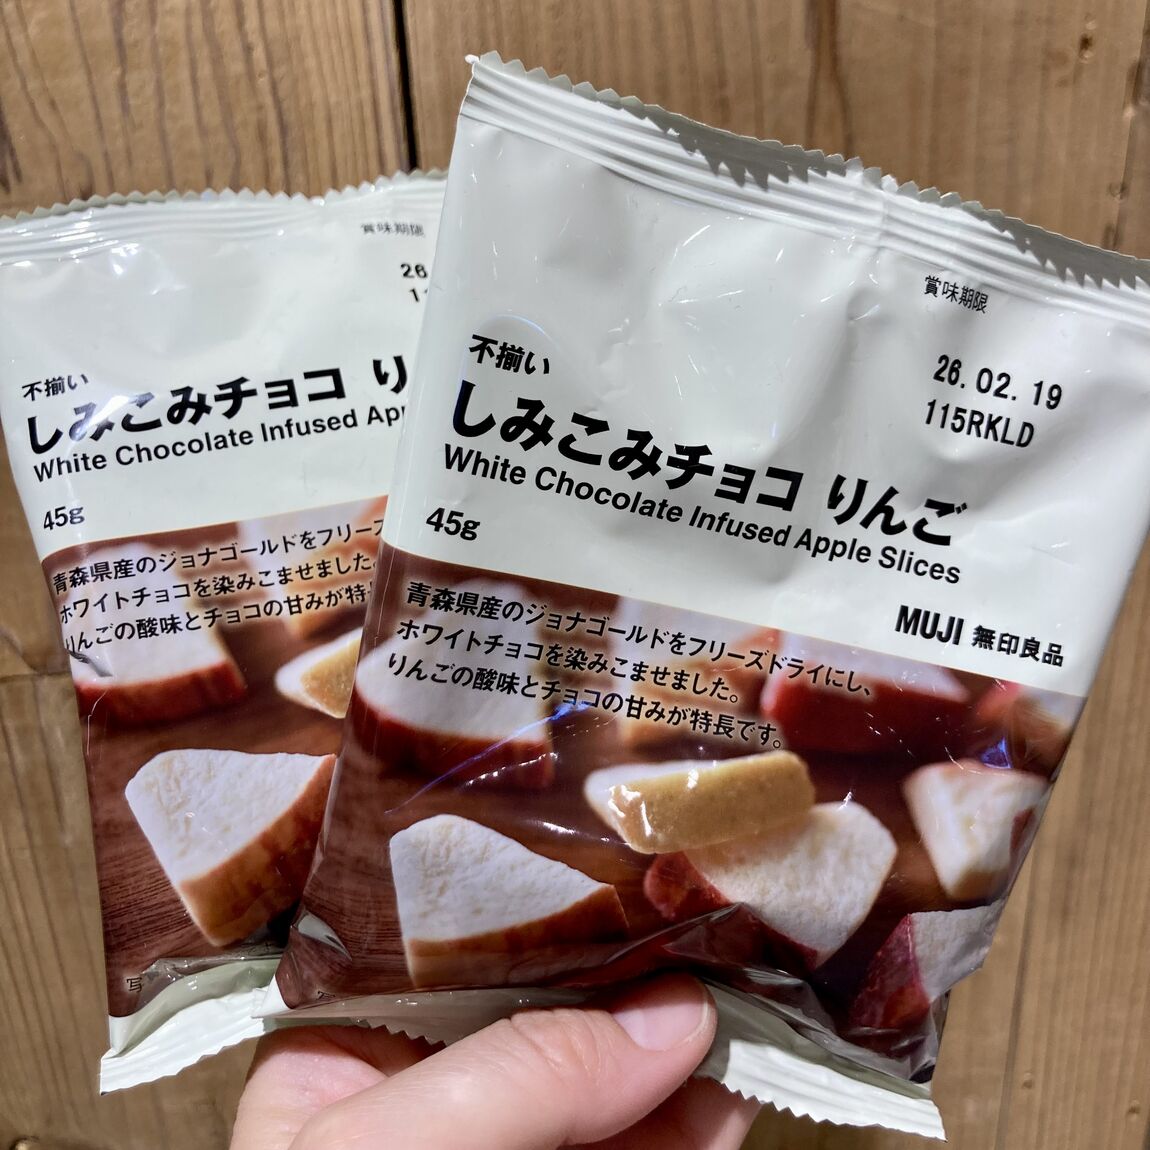 賞味期限
26.
不揃い
しみこみチョコ り
White Chocolate Infused App
45g
青森県産のジョナゴールドをフリーズ
ホワイトチョコを染みこませました。
りんごの酸味とチョコの甘みが特
写
賞味期限
26.02.19
115RKLD
不揃い
しみこみチョコ りんご
White Chocolate Infused Apple Slices
45g
MUJI 無印良品
青森県産のジョナゴールドをフリーズドライにし、
ホワイトチョコを染みこませました。
りんごの酸味とチョコの甘みが特長です。